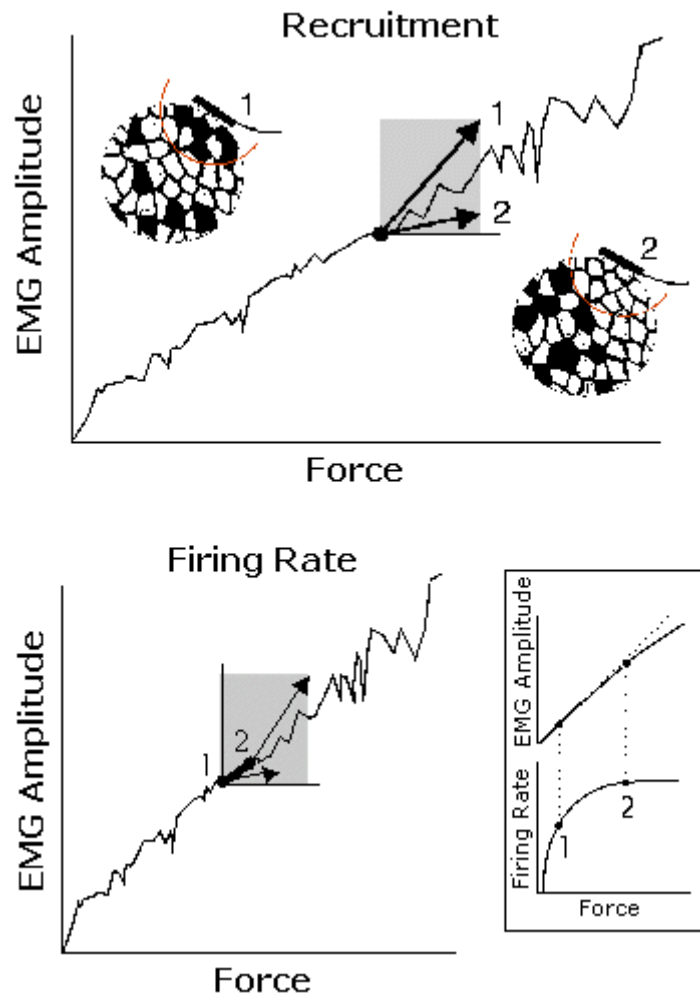 Recruitment
EMG Amplitude
1
1
2
2
Force
Firing Rate
EMG Amplitude
1
2
Force
EMG Amplitude
Firing Rate
1
2
Force